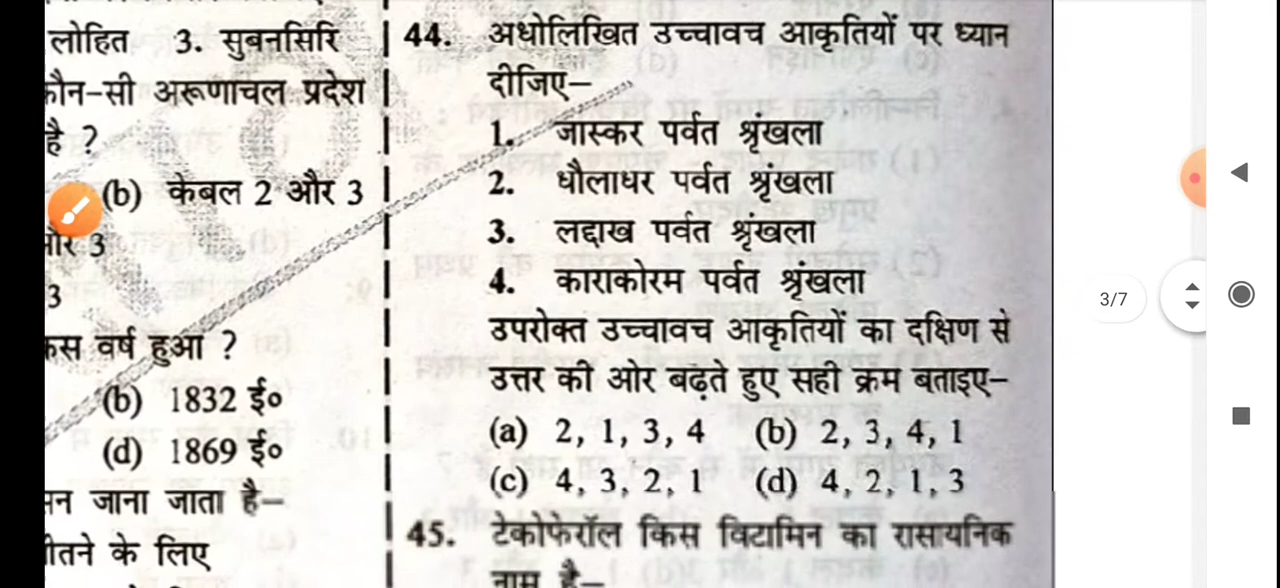 लोहित 3. सुबनसिरि
कौन-सी अरूणाचल प्रदेश
है ?
(b) केबल 2 और 3
और 3
3
वर्ष हुआ ?
(b) 1832 ई०
(d) 1869 ई०
जाना जाता है–
के लिए
44. अधोलिखित उच्चावच आकृतियों पर ध्यान
दीजिए–
1. जास्कर पर्वत श्रृंखला
2. धौलाधर पर्वत श्रृंखला
3. लद्दाख पर्वत श्रृंखला
4. काराकोरम पर्वत श्रृंखला
उपरोक्त उच्चावच आकृतियों का दक्षिण से
उत्तर की ओर बढ़ते हुए सही क्रम बताइए–
(a) 2, 1, 3, 4 (b) 2, 3, 4, 1
(c) 4, 3, 2, 1 (d) 4, 2, 1, 3
45. टेकोफेरॉल किस विटामिन का रासायनिक
नाम है–
3/7